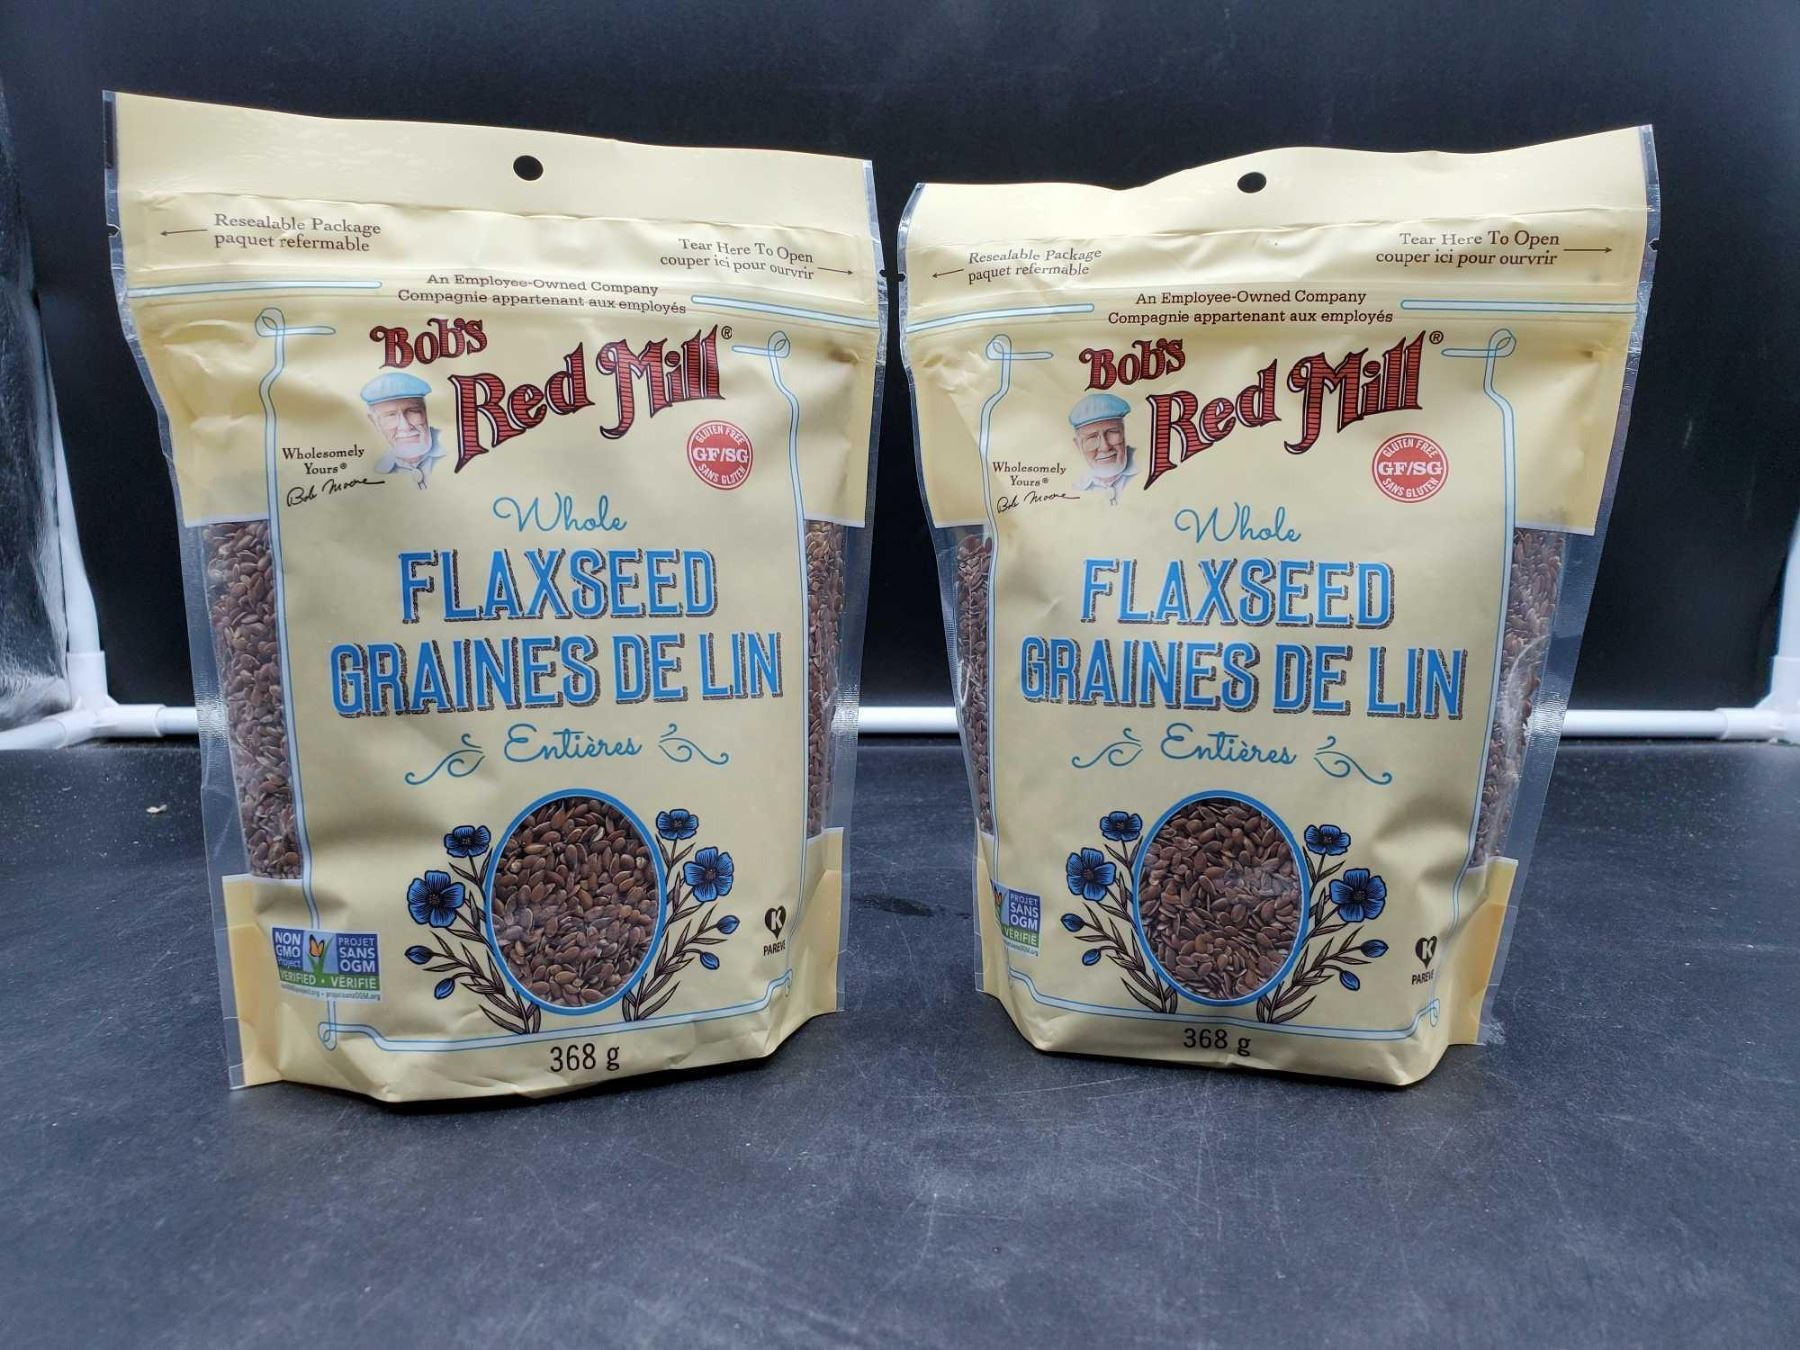 Resealable Package
paquet refermable
Tear Here To Open
couper ici pour ourvrir
An Employee-Owned Company
Compagnie appartenant aux employés
Bob's
Red Mill®
Wholesomely
Yours®
Bob Moore
GLUTEN FREE
GF/SG
SANS GLUTEN
Whole
FLAXSEED
GRAINES DE LIN
Entières
NON
GMO
Project
VERIFIED
PROJET
SANS
OGM
VÉRIFIÉ
K
PAREVE
368 g
Resealable Package
paquet refermable
Tear Here To Open
couper ici pour ourvrir
An Employee-Owned Company
Compagnie appartenant aux employés
Bob's
Red Mill®
Wholesomely
Yours®
Bob Moore
GLUTEN FREE
GF/SG
SANS GLUTEN
Whole
FLAXSEED
GRAINES DE LIN
Entières
PROJET
SANS
OGM
VÉRIFIÉ
K
PAREVE
368 g